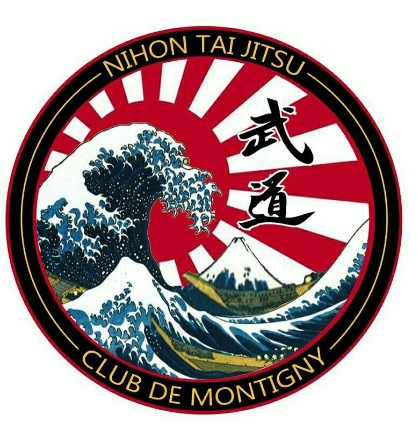 NIHON TAI JITSU
武
道
CLUB DE MONTIGNY